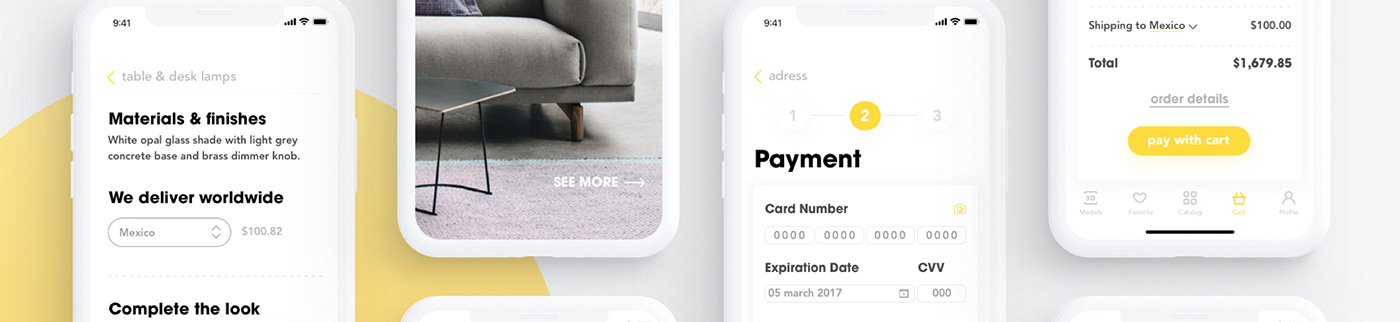 9:41
table & desk lamps
Materials & finishes
White opal glass shade with light grey
concrete base and brass dimmer knob.
We deliver worldwide
Mexico $100.82
Complete the look
SEE MORE
9:41
adress
1 2 3
Payment
Card Number
0000 0000 0000 0000
Expiration Date CVV
05 march 2017 000
Shipping to Mexico $100.00
Total $1,679.85
order details
pay with cart
3D
Models Favorite Catalog Cart Profile